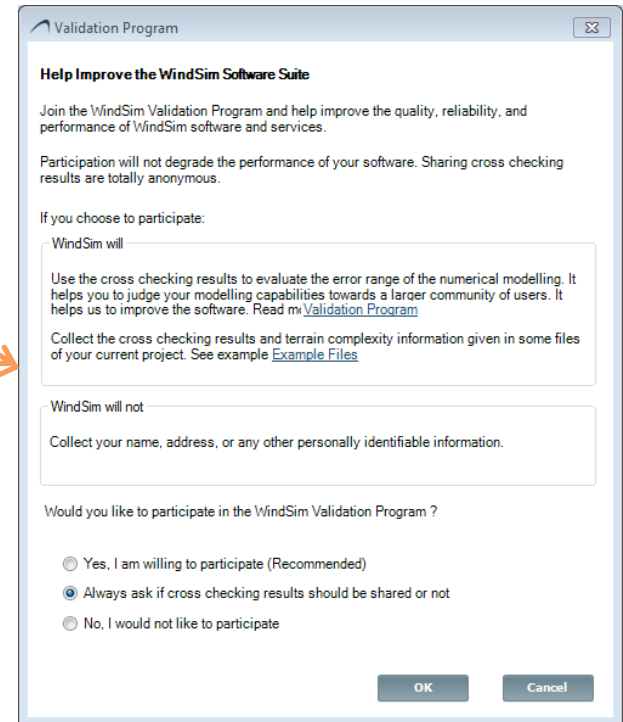 Validation Program
Help Improve the WindSim Software Suite
Join the WindSim Validation Program and help improve the quality, reliability, and
performance of WindSim software and services.
Participation will not degrade the performance of your software. Sharing cross checking
results are totally anonymous.
If you choose to participate:
WindSim will
Use the cross checking results to evaluate the error range of the numerical modelling. It
helps you to judge your modelling capabilities towards a larger community of users. It
helps us to improve the software. Read Validation Program
Collect the cross checking results and terrain complexity information given in some files
of your current project. See example Example Files
WindSim will not
Collect your name, address, or any other personally identifiable information.
Would you like to participate in the WindSim Validation Program ?
Yes, I am willing to participate (Recommended)
Always ask if cross checking results should be shared or not
No, I would not like to participate
OK Cancel